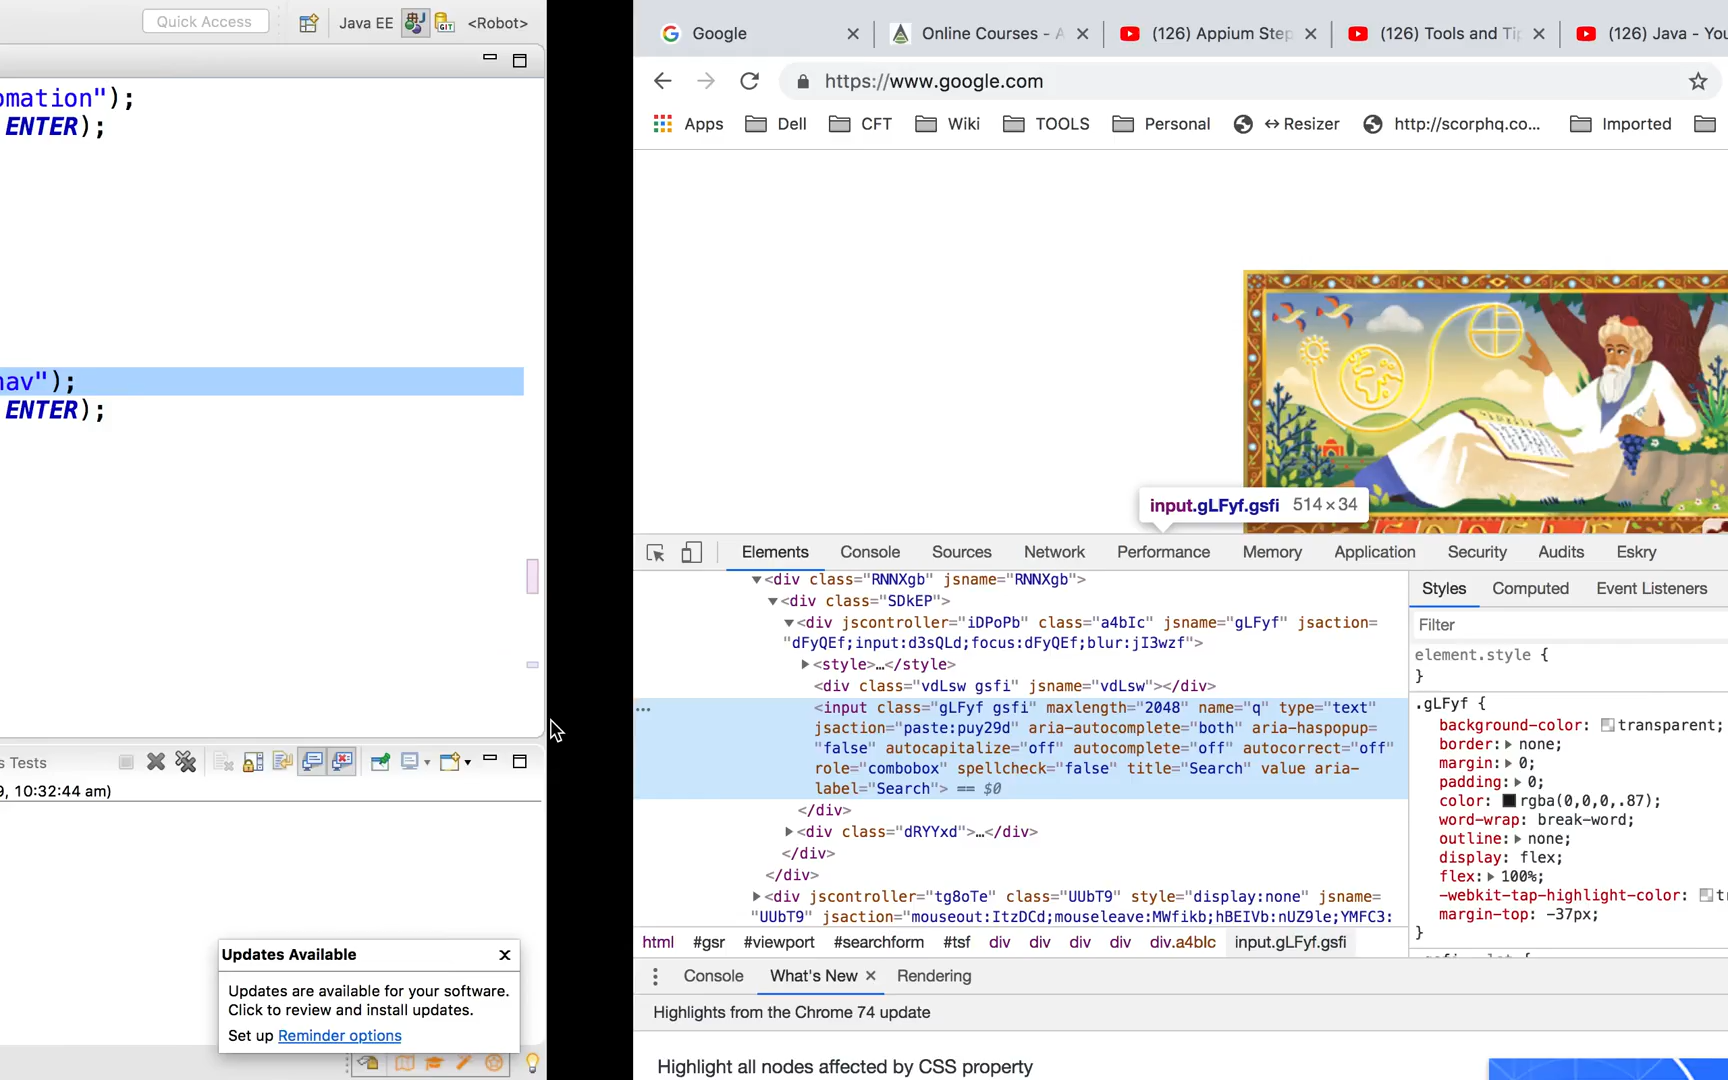 Quick Access
Java EE
<Robot>
omation");
ENTER);
nav");
ENTER);
s Tests
9, 10:32:44 am)
Updates Available
Updates are available for your software.
Click to review and install updates.
Set up Reminder options
Google
Online Courses - A
(126) Appium Step
(126) Tools and Tip
(126) Java - You
https://www.google.com
Apps
Dell
CFT
Wiki
TOOLS
Personal
↔Resizer
http://scorphq.co...
Imported
input.gLFyf.gsfi 514×34
Elements
Console
Sources
Network
Performance
Memory
Application
Security
Audits
Eskry
<div class="RNNXgb" jsname="RNNXgb">
<div class="SDkEP">
<div jscontroller="iDPoPb" class="a4bIc" jsname="gLFyf" jsaction=
"dFyQEf;input:d3sQLd;focus:dFyQEf;blur:jI3wzf">
<style>…</style>
<div class="vdLsw gsfi" jsname="vdLsw"></div>
<input class="gLFyf gsfi" maxlength="2048" name="q" type="text"
jsaction="paste:puy29d" aria-autocomplete="both" aria-haspopup=
"false" autocapitalize="off" autocomplete="off" autocorrect="off"
role="combobox" spellcheck="false" title="Search" value aria-
label="Search"> == $0
</div>
<div class="dRYYxd">…</div>
</div>
</div>
<div jscontroller="tg8oTe" class="UUbT9" style="display:none" jsname=
"UUbT9" jsaction="mouseout:ItzDCd;mouseleave:MWfikb;hBEIVb:nUZ9le;YMFC3:
html #gsr #viewport #searchform #tsf div div div div div.a4bIc input.gLFyf.gsfi
Styles
Computed
Event Listeners
Filter
element.style {
}
.gLFyf {
background-color: transparent;
border: none;
margin: 0;
padding: 0;
color: rgba(0,0,0,.87);
word-wrap: break-word;
outline: none;
display: flex;
flex: 100%;
-webkit-tap-highlight-color: tr
margin-top: -37px;
}
Console
What's New
Rendering
Highlights from the Chrome 74 update
Highlight all nodes affected by CSS property